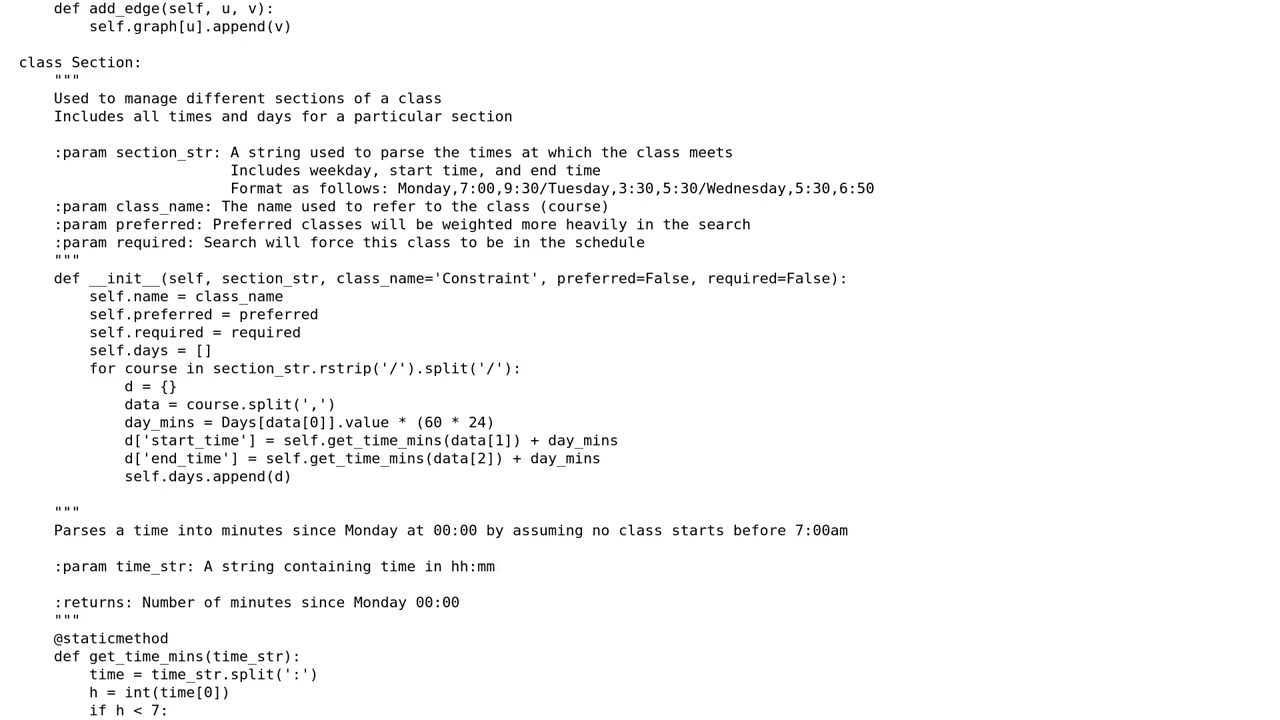 def add_edge(self, u, v):
        self.graph[u].append(v)

class Section:
    """
    Used to manage different sections of a class
    Includes all times and days for a particular section

    :param section_str: A string used to parse the times at which the class meets
                        Includes weekday, start time, and end time
                        Format as follows: Monday,7:00,9:30/Tuesday,3:30,5:30/Wednesday,5:30,6:50
    :param class_name: The name used to refer to the class (course)
    :param preferred: Preferred classes will be weighted more heavily in the search
    :param required: Search will force this class to be in the schedule
    """
    def __init__(self, section_str, class_name='Constraint', preferred=False, required=False):
        self.name = class_name
        self.preferred = preferred
        self.required = required
        self.days = []
        for course in section_str.rstrip('/').split('/'):
            d = {}
            data = course.split(',')
            day_mins = Days[data[0]].value * (60 * 24)
            d['start_time'] = self.get_time_mins(data[1]) + day_mins
            d['end_time'] = self.get_time_mins(data[2]) + day_mins
            self.days.append(d)

    """
    Parses a time into minutes since Monday at 00:00 by assuming no class starts before 7:00am

    :param time_str: A string containing time in hh:mm

    :returns: Number of minutes since Monday 00:00
    """
    @staticmethod
    def get_time_mins(time_str):
        time = time_str.split(':')
        h = int(time[0])
        if h < 7: